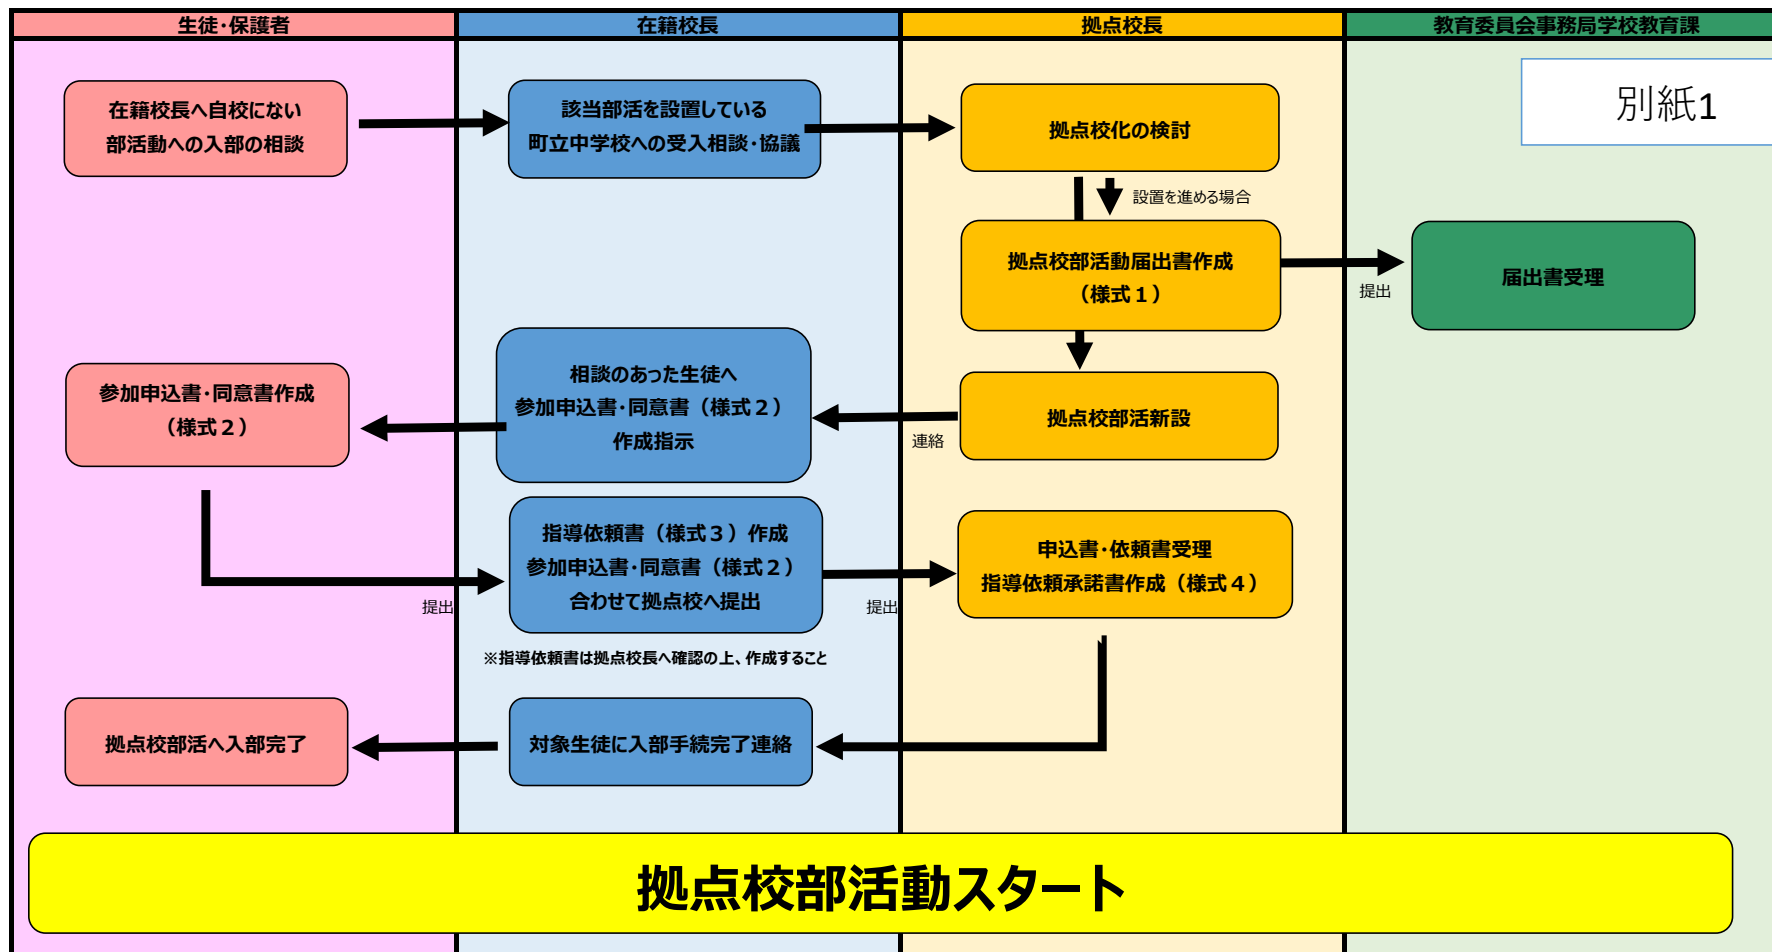 生徒・保護者
在籍校長
拠点校長
教育委員会事務局学校教育課
別紙1
在籍校長へ自校にない
部活動への入部の相談
該当部活を設置している
町立中学校への受入相談・協議
拠点校化の検討
設置を進める場合
拠点校部活動届出書作成
（様式１）
提出
届出書受理
拠点校部活新設
連絡
相談のあった生徒へ
参加申込書・同意書（様式２）
作成指示
参加申込書・同意書作成
（様式２）
提出
指導依頼書（様式３）作成
参加申込書・同意書（様式２）
合わせて拠点校へ提出
提出
※指導依頼書は拠点校長へ確認の上、作成すること
申込書・依頼書受理
指導依頼承諾書作成（様式４）
対象生徒に入部手続完了連絡
拠点校部活へ入部完了
拠点校部活動スタート